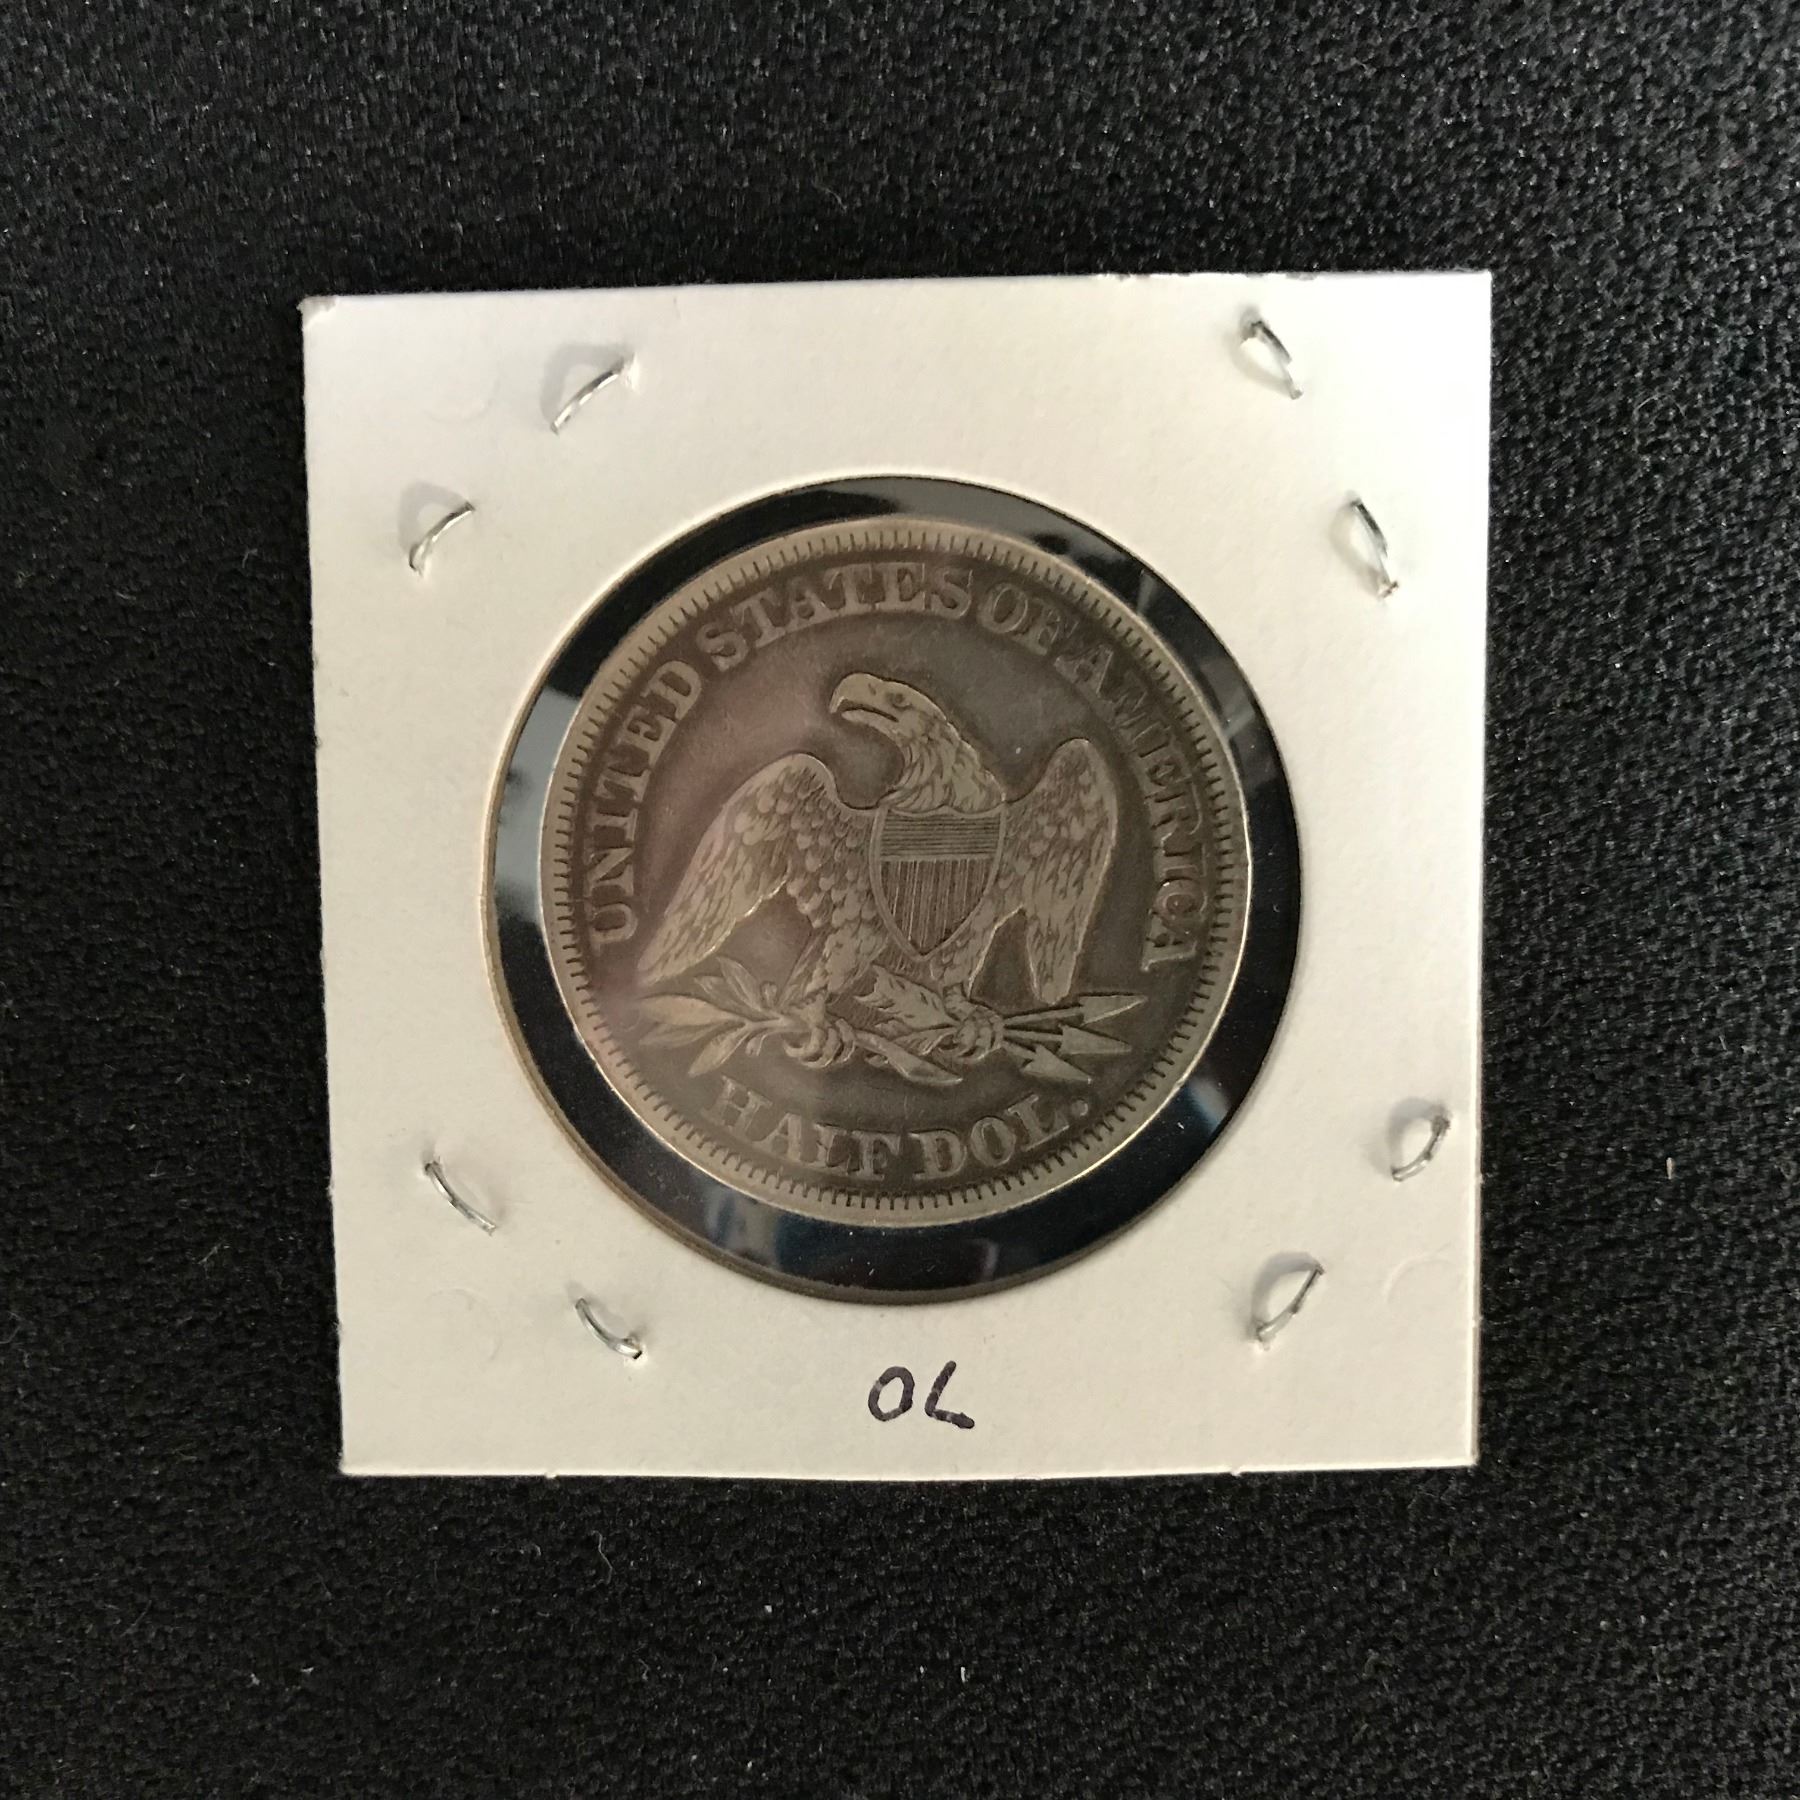 UNITED STATES OF AMERICA
HALF DOL.
OL